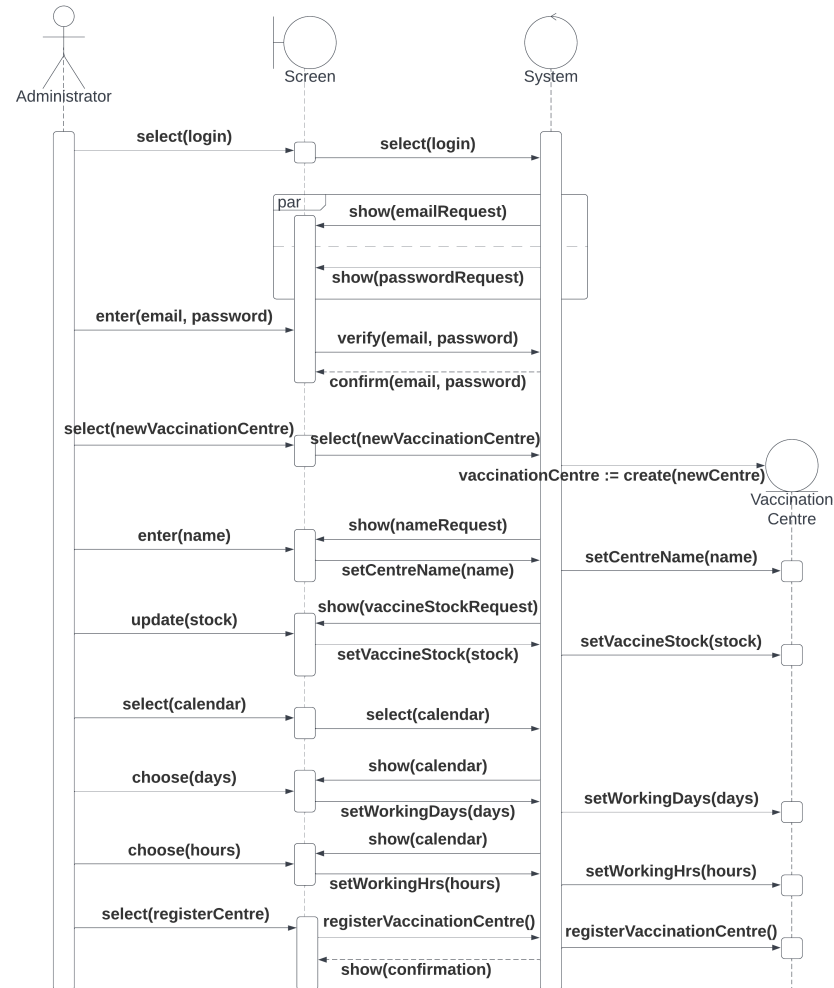 Administrator
Screen
System
select(login)
select(login)
par
show(emailRequest)
show(passwordRequest)
enter(email, password)
verify(email, password)
confirm(email, password)
select(newVaccinationCentre)
select(newVaccinationCentre)
vaccinationCentre := create(newCentre)
Vaccination
Centre
show(nameRequest)
enter(name)
setCentreName(name)
setCentreName(name)
show(vaccineStockRequest)
update(stock)
setVaccineStock(stock)
setVaccineStock(stock)
select(calendar)
select(calendar)
show(calendar)
choose(days)
setWorkingDays(days)
setWorkingDays(days)
show(calendar)
choose(hours)
setWorkingHrs(hours)
setWorkingHrs(hours)
select(registerCentre)
registerVaccinationCentre()
registerVaccinationCentre()
show(confirmation)